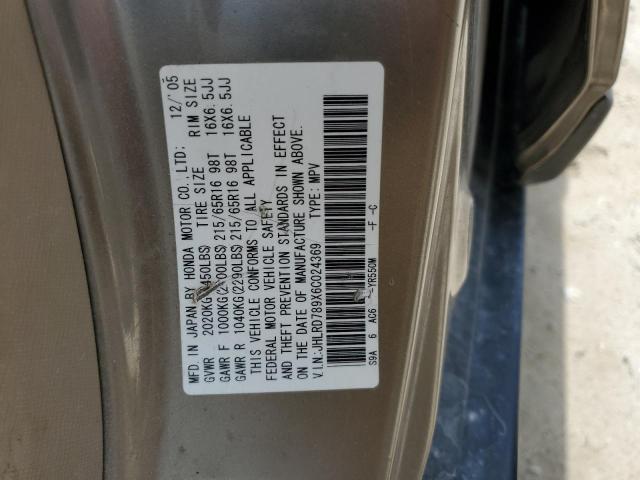 MFD. IN JAPAN BY HONDA MOTOR CO.,LTD; 12/'05
GVWR 2020KG(4450LBS) TIRE SIZE RIM SIZE
GAWR F 1000KG(2200LBS) 215/65R16 98T 16X6.5JJ
GAWR R 1040KG(2290LBS) 215/65R16 98T 16X6.5JJ
THIS VEHICLE CONFORMS TO ALL APPLICABLE
FEDERAL MOTOR VEHICLE SAFETY
AND THEFT PREVENTION STANDARDS IN EFFECT
ON THE DATE OF MANUFACTURE SHOWN ABOVE.
V.I.N:JHLRD789X6C024369 TYPE: MPV
S9A 6 AC6 -YR550M -F -C